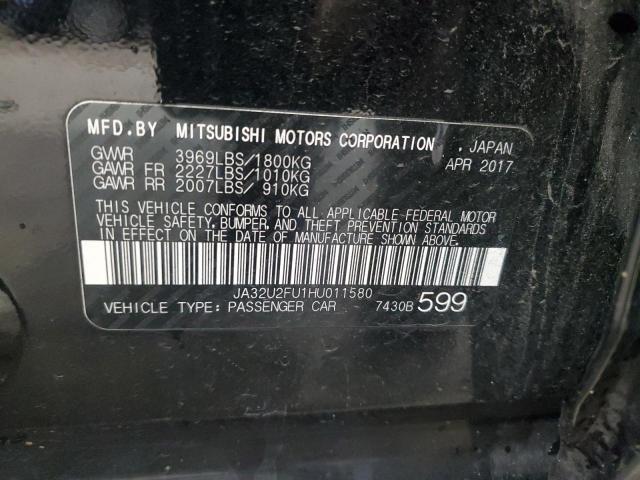 MFD.BY MITSUBISHI MOTORS CORPORATION . JAPAN
GVWR 3969LBS/1800KG APR 2017
GAWR FR 2227LBS/1010KG
GAWR RR 2007LBS/ 910KG
THIS VEHICLE CONFORMS TO ALL APPLICABLE FEDERAL MOTOR
VEHICLE SAFETY, BUMPER, AND THEFT PREVENTION STANDARDS
IN EFFECT ON THE DATE OF MANUFACTURE SHOWN ABOVE.
JA32U2FU1HU011580
VEHICLE TYPE: PASSENGER CAR 7430B 599